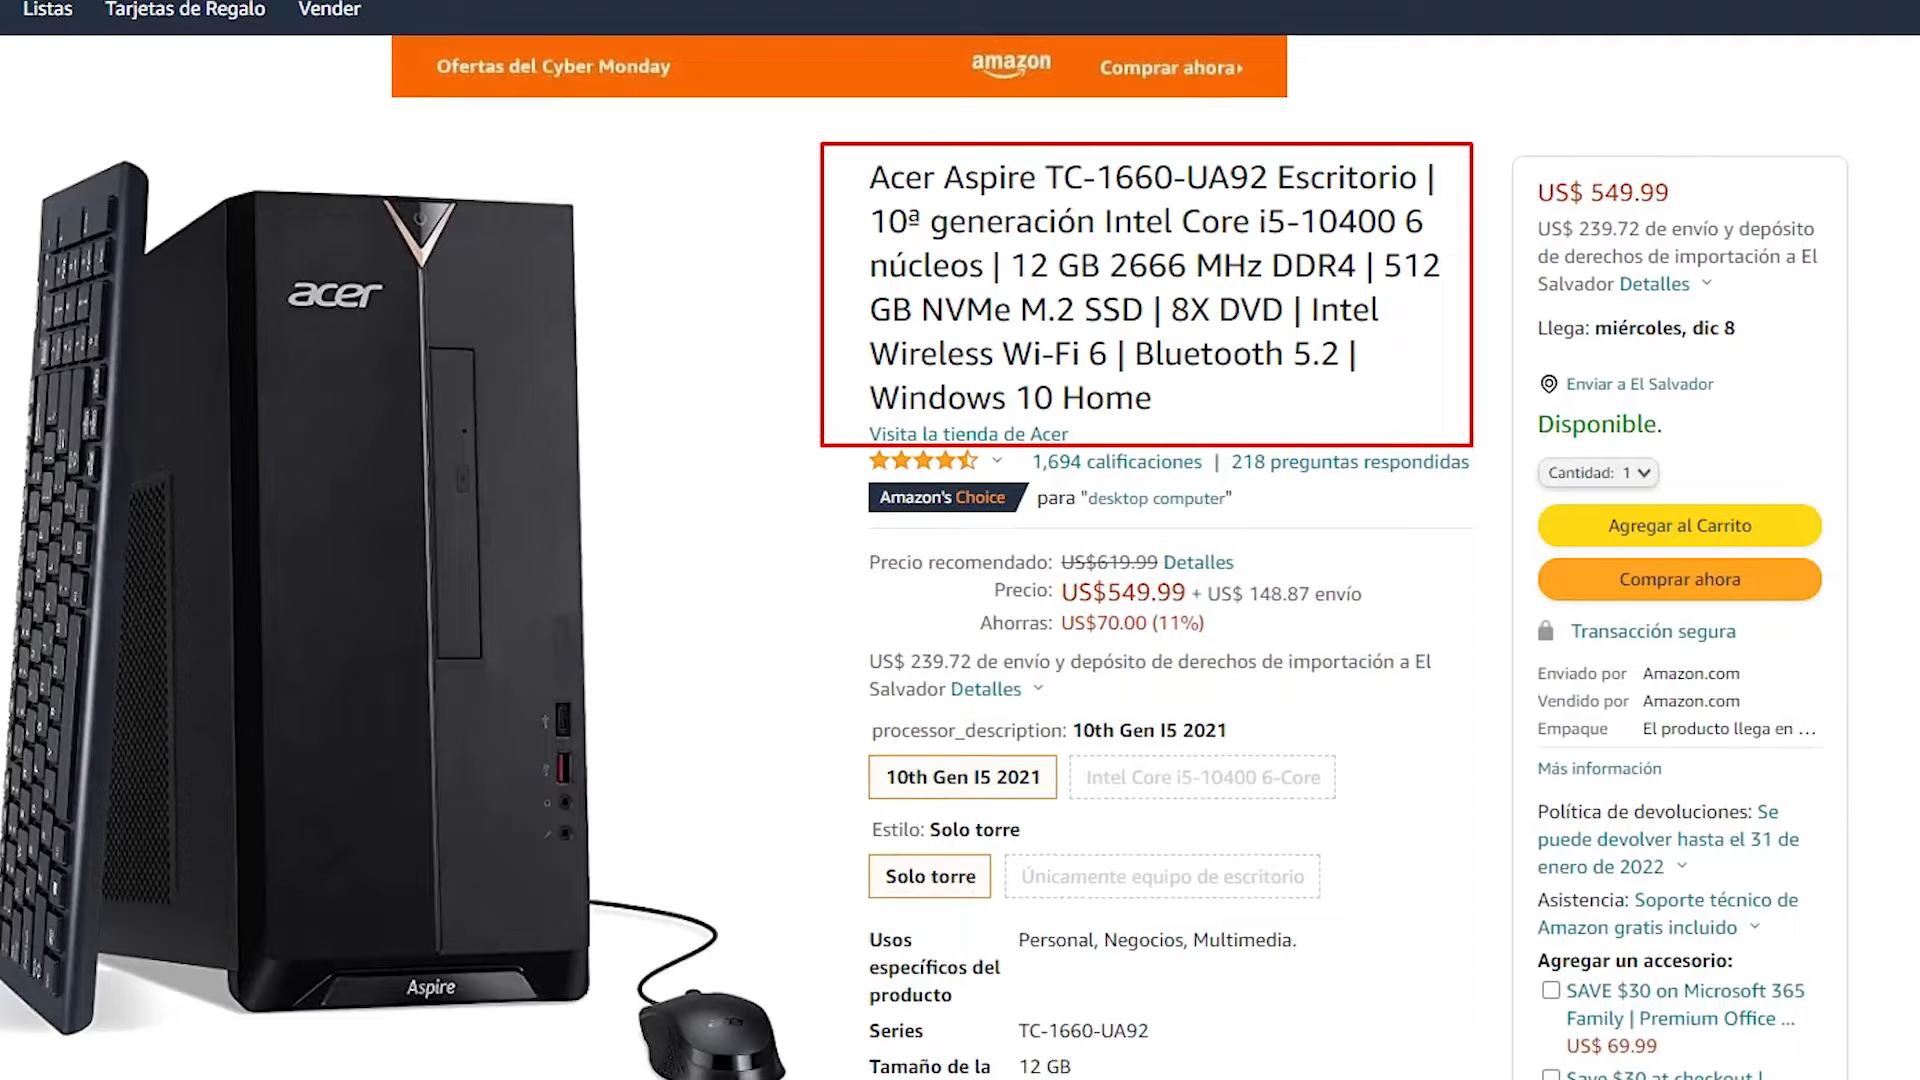 Listas Tarjetas de Regalo Vender
Ofertas del Cyber Monday amazon Comprar ahora
acer
Aspire
Acer Aspire TC-1660-UA92 Escritorio |
10ª generación Intel Core i5-10400 6
núcleos | 12 GB 2666 MHz DDR4 | 512
GB NVMe M.2 SSD | 8X DVD | Intel
Wireless Wi-Fi 6 | Bluetooth 5.2 |
Windows 10 Home
Visita la tienda de Acer
1,694 calificaciones | 218 preguntas respondidas
Amazon's Choice para "desktop computer"
Precio recomendado: US$619.99 Detalles
Precio: US$549.99 + US$ 148.87 envío
Ahorras: US$70.00 (11%)
US$ 239.72 de envío y depósito de derechos de importación a El
Salvador Detalles
processor_description: 10th Gen I5 2021
10th Gen I5 2021 Intel Core i5-10400 6-Core
Estilo: Solo torre
Solo torre Únicamente equipo de escritorio
Usos Personal, Negocios, Multimedia.
específicos del
producto
Series TC-1660-UA92
Tamaño de la 12 GB
US$ 549.99
US$ 239.72 de envío y depósito
de derechos de importación a El
Salvador Detalles
Llega: miércoles, dic 8
Enviar a El Salvador
Disponible.
Cantidad: 1
Agregar al Carrito
Comprar ahora
Transacción segura
Enviado por Amazon.com
Vendido por Amazon.com
Empaque El producto llega en ...
Más información
Política de devoluciones: Se
puede devolver hasta el 31 de
enero de 2022
Asistencia: Soporte técnico de
Amazon gratis incluido
Agregar un accesorio:
SAVE $30 on Microsoft 365
Family | Premium Office ...
US$ 69.99
Save $30 at checkout |